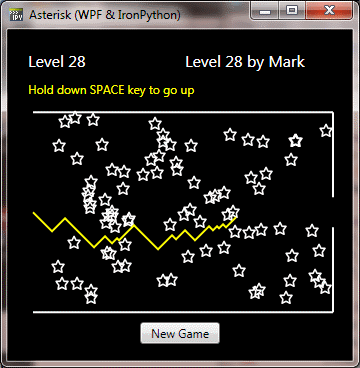 Asterisk (WPF & IronPython)
Level 28 Level 28 by Mark
Hold down SPACE key to go up
New Game